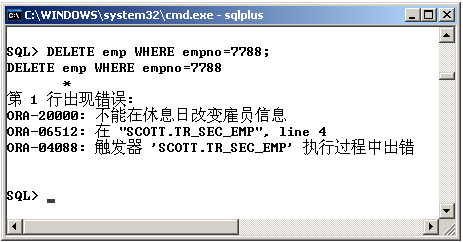 C:\WINDOWS\system32\cmd.exe - sqlplus
SQL> DELETE emp WHERE empno=7788;
DELETE emp WHERE empno=7788
*
第 1 行出现错误:
ORA-20000: 不能在休息日改变雇员信息
ORA-06512: 在 "SCOTT.TR_SEC_EMP", line 4
ORA-04088: 触发器 'SCOTT.TR_SEC_EMP' 执行过程中出错
SQL> _